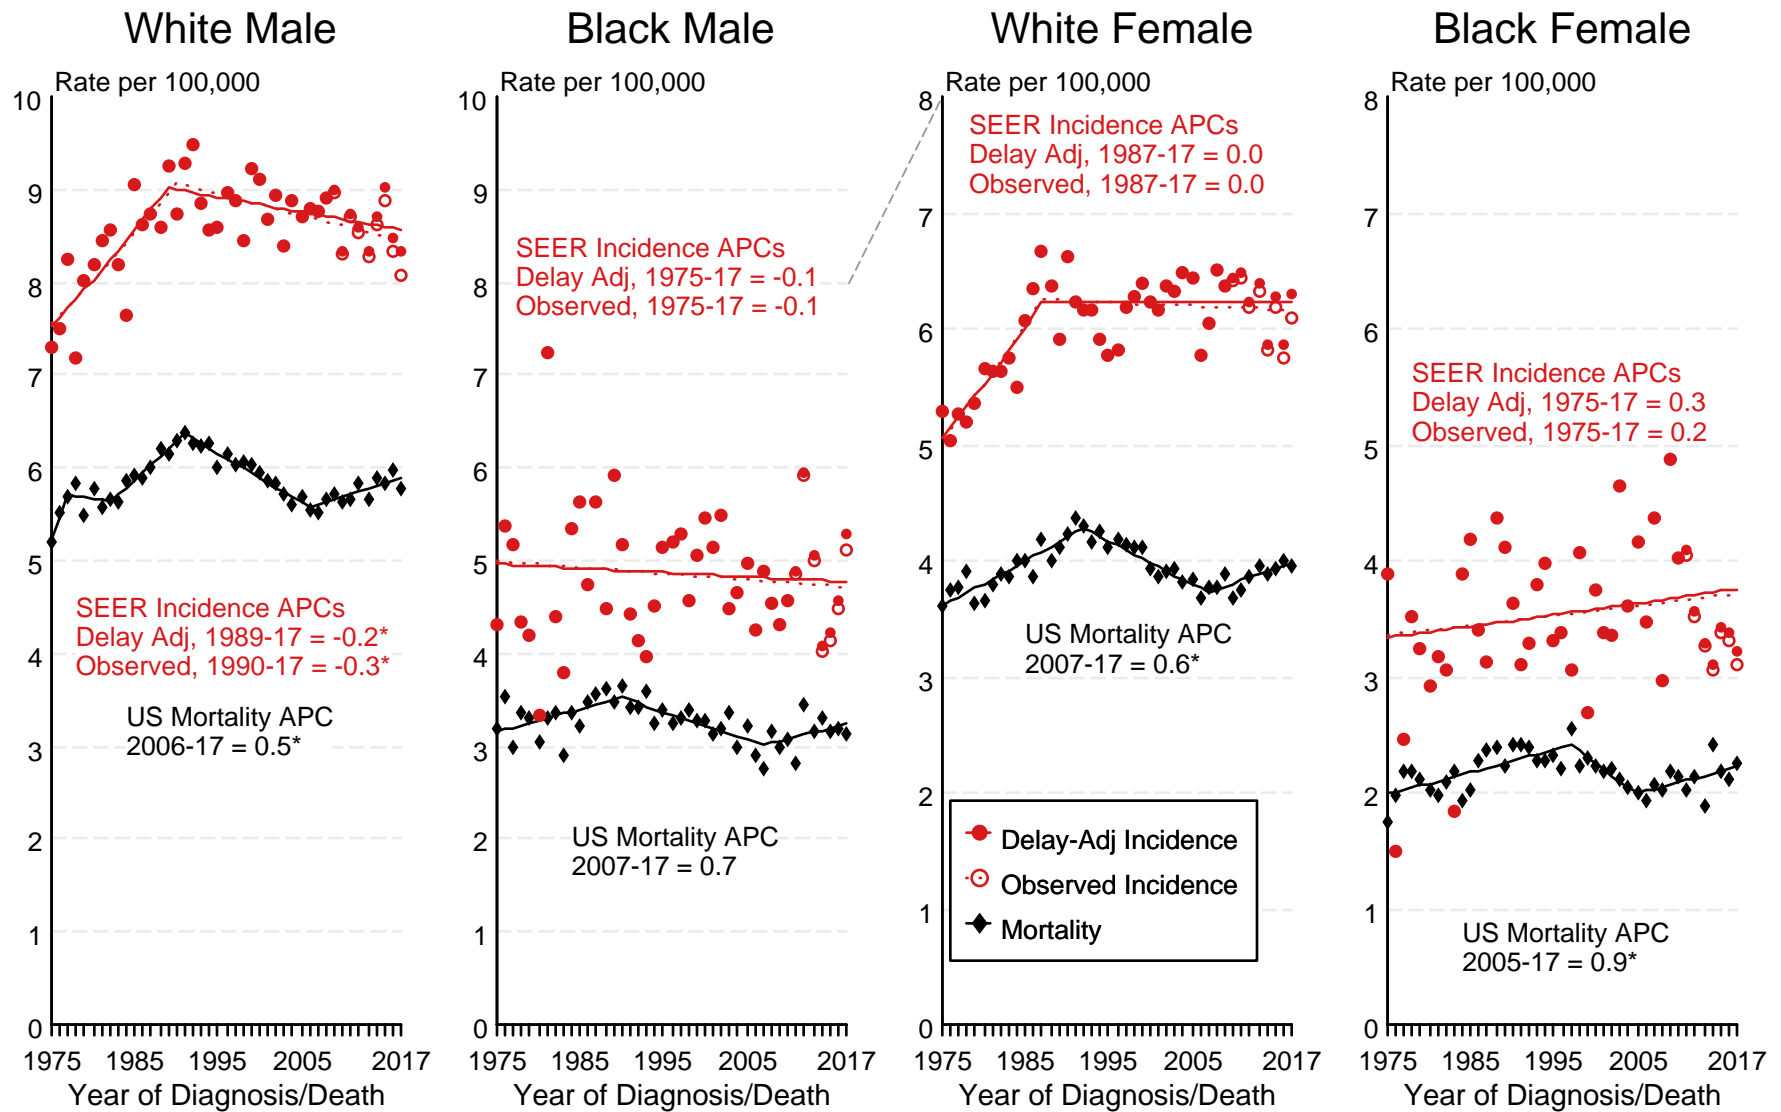 White Male
Rate per 100,000
10
9
8
7
6
5
4
3
2
1
0
SEER Incidence APCs
Delay Adj, 1989-17 = -0.2*
Observed, 1990-17 = -0.3*
US Mortality APC
2006-17 = 0.5*
1975 1985 1995 2005 2017
Year of Diagnosis/Death
Black Male
Rate per 100,000
10
9
8
7
6
5
4
3
2
1
0
SEER Incidence APCs
Delay Adj, 1975-17 = -0.1
Observed, 1975-17 = -0.1
US Mortality APC
2007-17 = 0.7
1975 1985 1995 2005 2017
Year of Diagnosis/Death
White Female
Rate per 100,000
8
7
6
5
4
3
2
1
0
SEER Incidence APCs
Delay Adj, 1987-17 = 0.0
Observed, 1987-17 = 0.0
US Mortality APC
2007-17 = 0.6*
Delay-Adj Incidence
Observed Incidence
Mortality
1975 1985 1995 2005 2017
Year of Diagnosis/Death
Black Female
Rate per 100,000
8
7
6
5
4
3
2
1
0
SEER Incidence APCs
Delay Adj, 1975-17 = 0.3
Observed, 1975-17 = 0.2
US Mortality APC
2005-17 = 0.9*
1975 1985 1995 2005 2017
Year of Diagnosis/Death